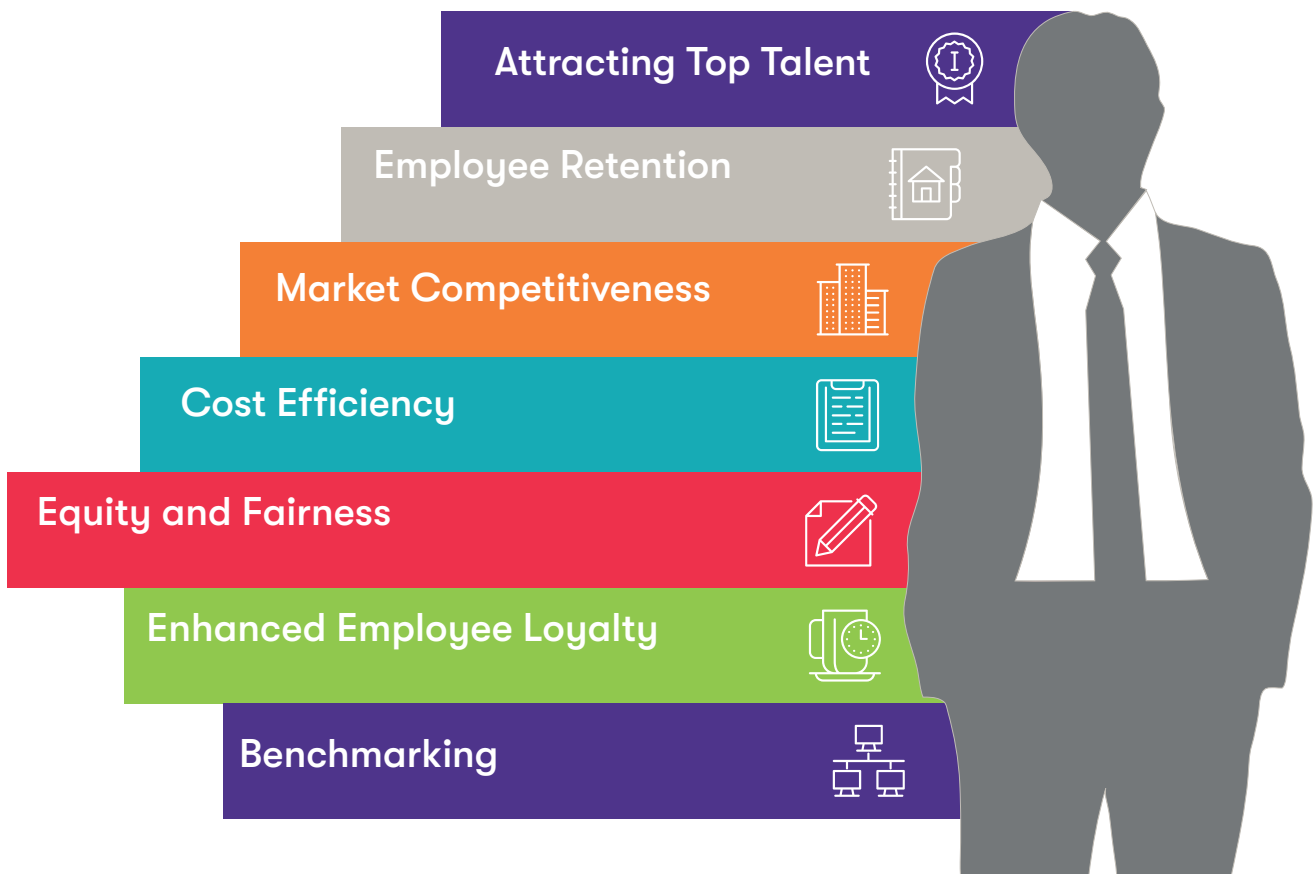 Attracting Top Talent
Employee Retention
Market Competitiveness
Cost Efficiency
Equity and Fairness
Enhanced Employee Loyalty
Benchmarking